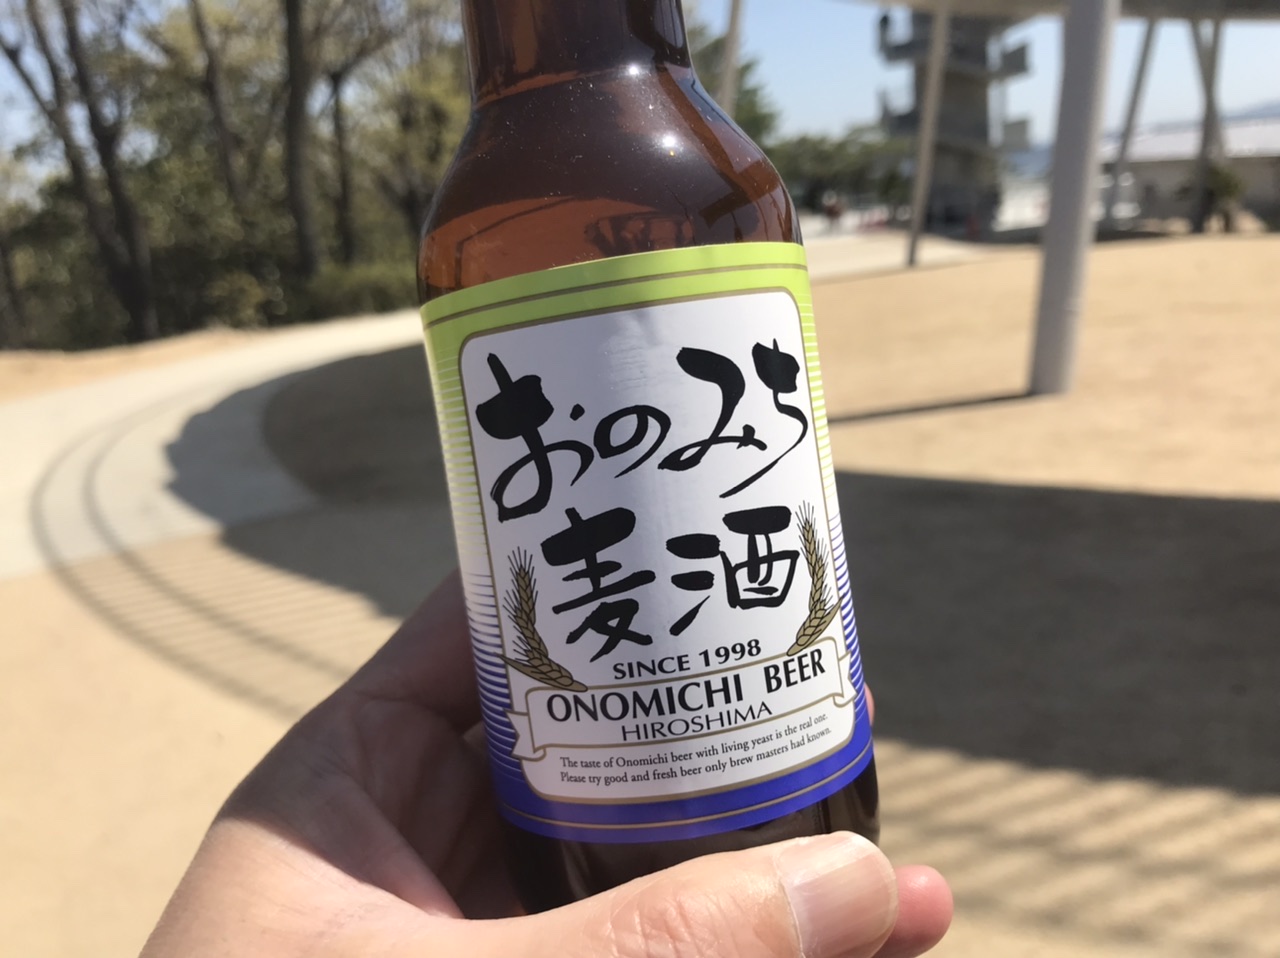 おのみち
麦酒
SINCE 1998
ONOMICHI BEER
HIROSHIMA
The taste of Onomichi beer with living yeast is the real one.
Please try good and fresh beer only brew masters had known.